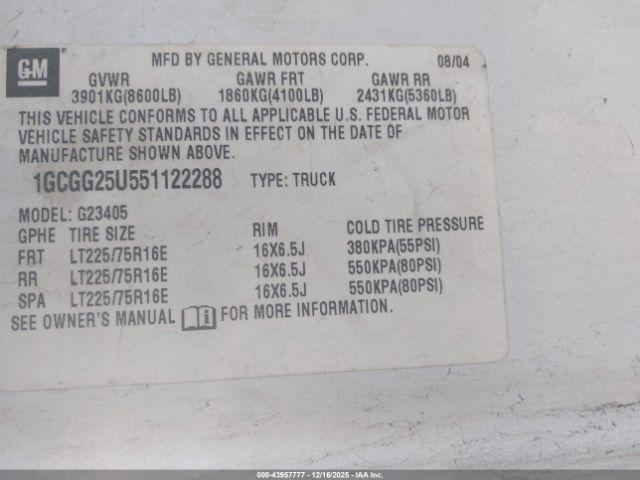 GM
MFD BY GENERAL MOTORS CORP. 08/04
GVWR GAWR FRT GAWR RR
3901KG(8600LB) 1860KG(4100LB) 2431KG(5360LB)
THIS VEHICLE CONFORMS TO ALL APPLICABLE U.S. FEDERAL MOTOR
VEHICLE SAFETY STANDARDS IN EFFECT ON THE DATE OF
MANUFACTURE SHOWN ABOVE.
1GCGG25U551122288 TYPE: TRUCK
MODEL: G23405
GPHE TIRE SIZE RIM COLD TIRE PRESSURE
FRT LT225/75R16E 16X6.5J 380KPA(55PSI)
RR LT225/75R16E 16X6.5J 550KPA(80PSI)
SPA LT225/75R16E 16X6.5J 550KPA(80PSI)
SEE OWNER'S MANUAL i FOR MORE INFORMATION.
000-43957777 - 12/16/2025 - IAA Inc.